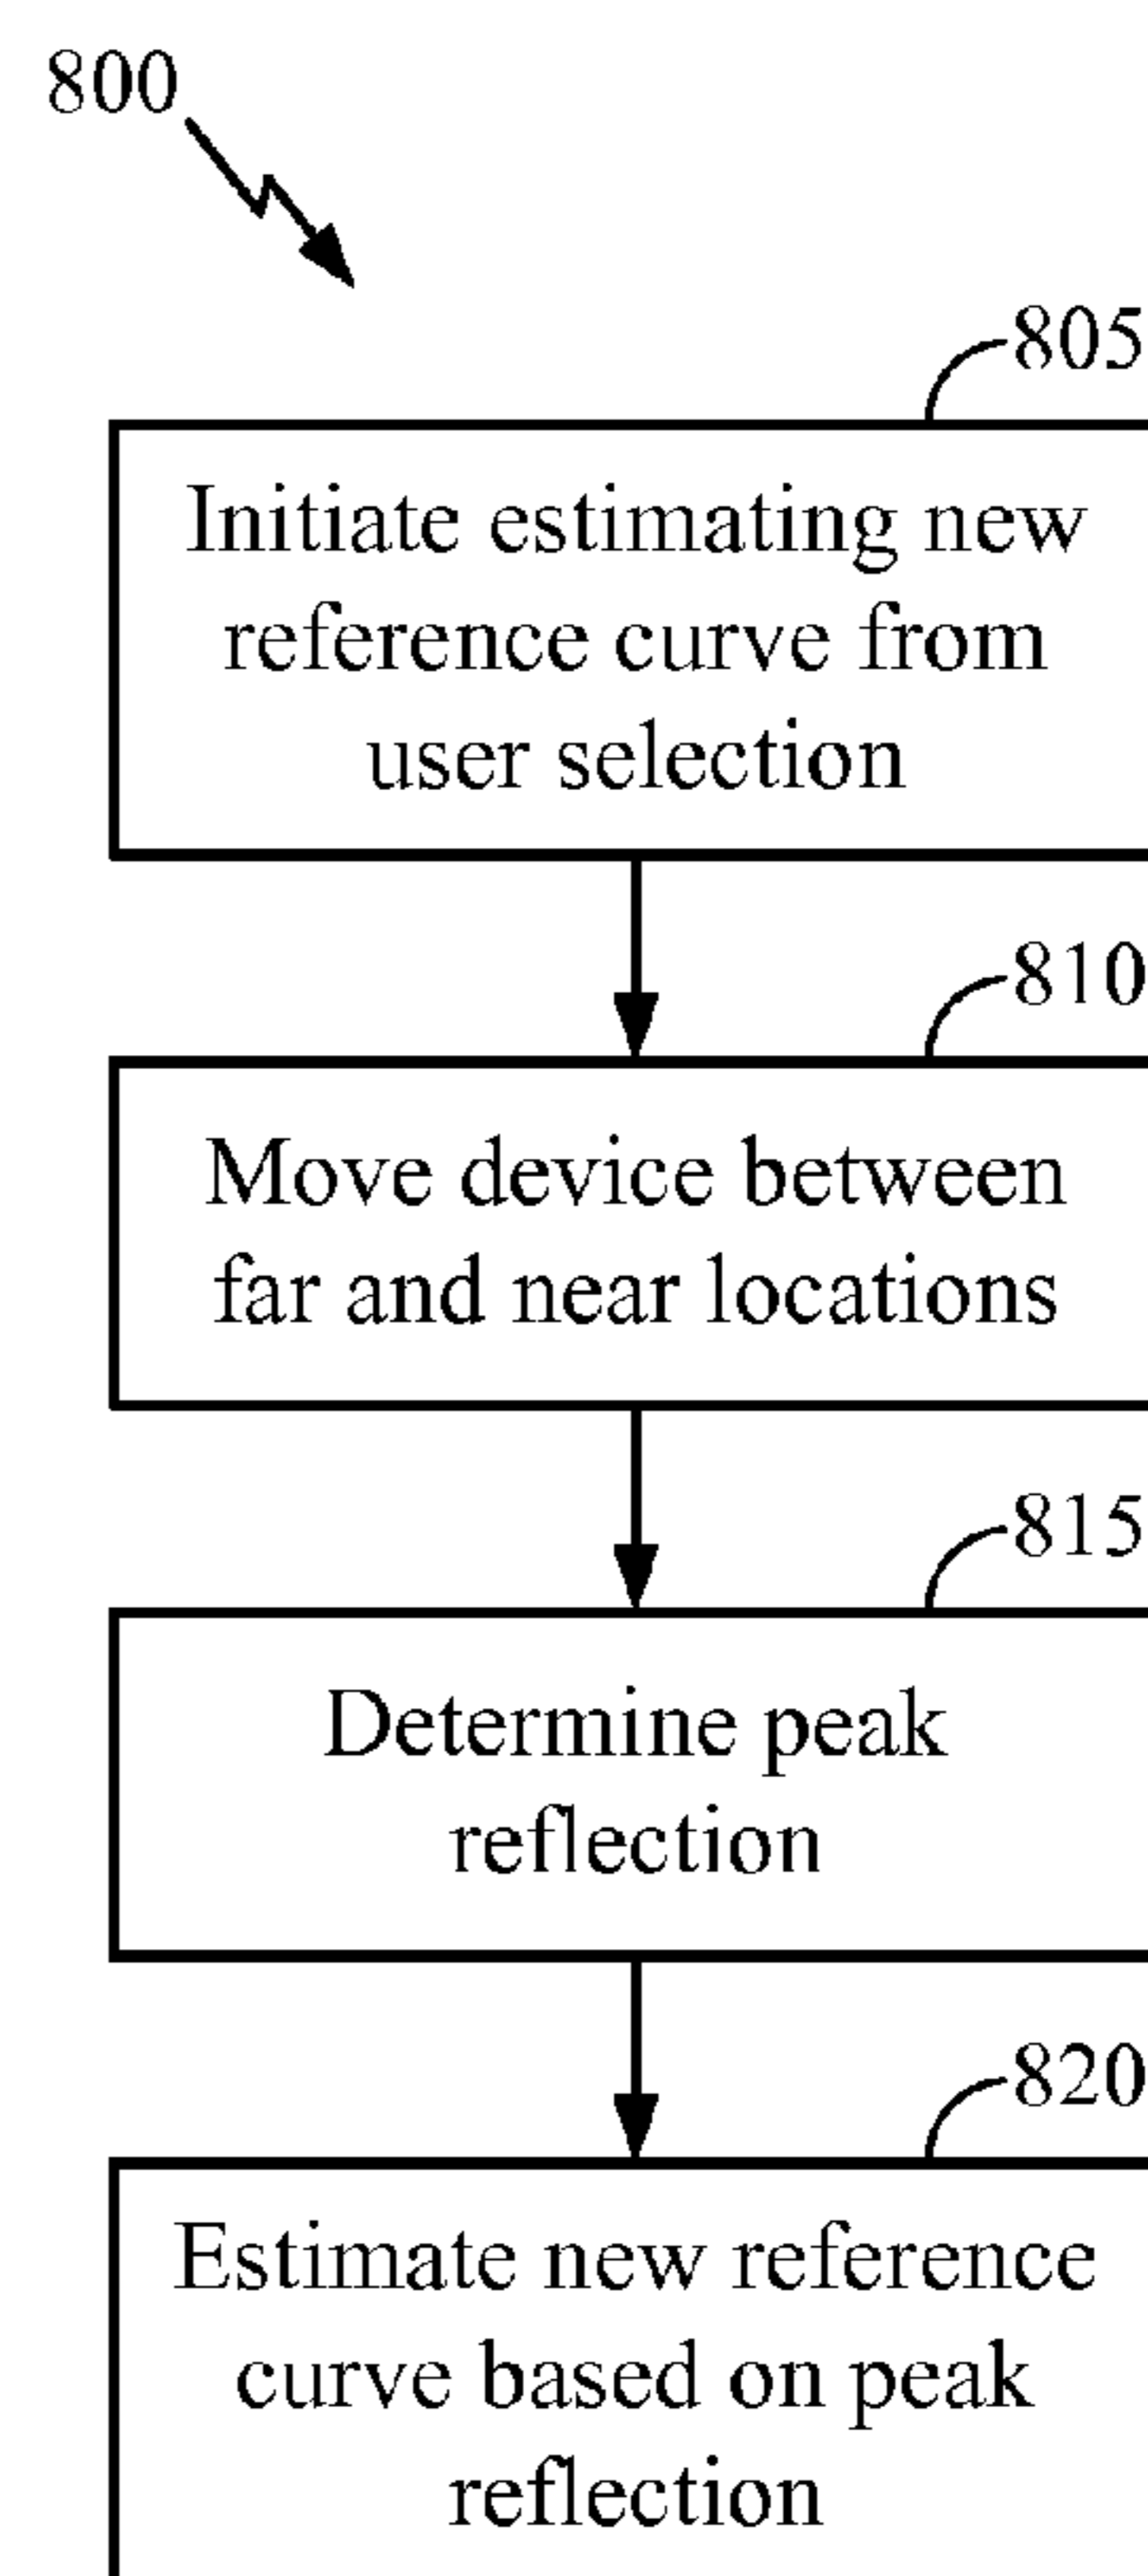 800
805
Initiate estimating new
reference curve from
user selection
810
Move device between
far and near locations
815
Determine peak
reflection
820
Estimate new reference
curve based on peak
reflection